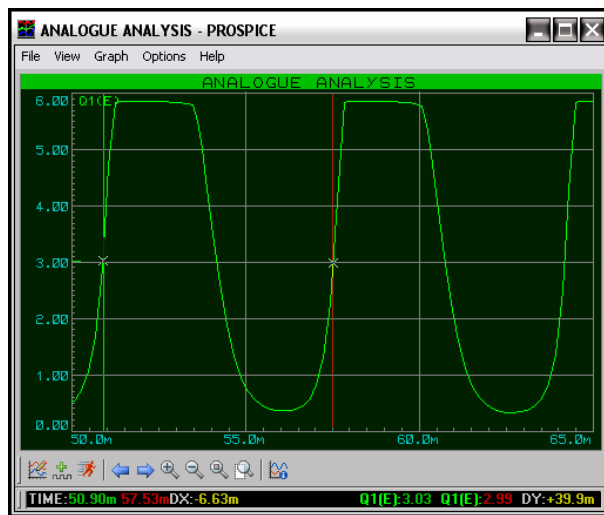 ANALOGUE ANALYSIS - PROSPICE
File View Graph Options Help
ANALOGUE ANALYSIS
6.00 Q1(E)
5.00
4.00
3.00
2.00
1.00
0.00
50.0m 55.0m 60.0m 65.0m
TIME:50.90m 57.53mDX:-6.63m Q1(E):3.03 Q1(E):2.99 DY:+39.9m